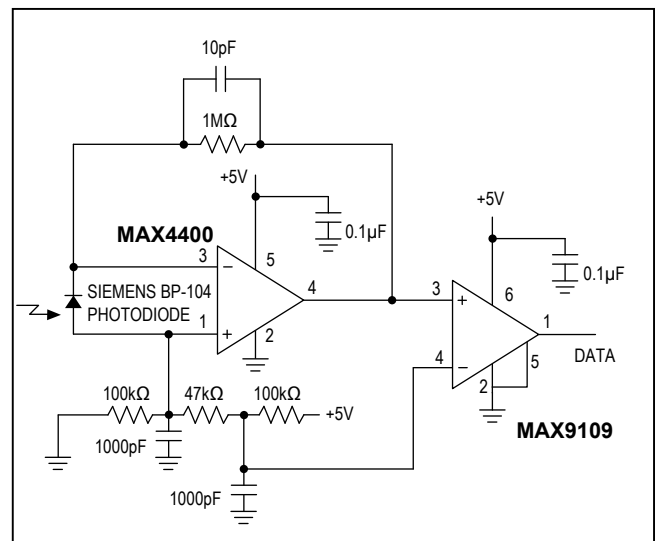 10pF
1MΩ
+5V
0.1µF
MAX4400
3
−
5
4
SIEMENS BP-104
PHOTODIODE
1
+
2
+5V
0.1µF
3
+
6
1
DATA
4
−
5
2
MAX9109
100kΩ
47kΩ
100kΩ
+5V
1000pF
1000pF